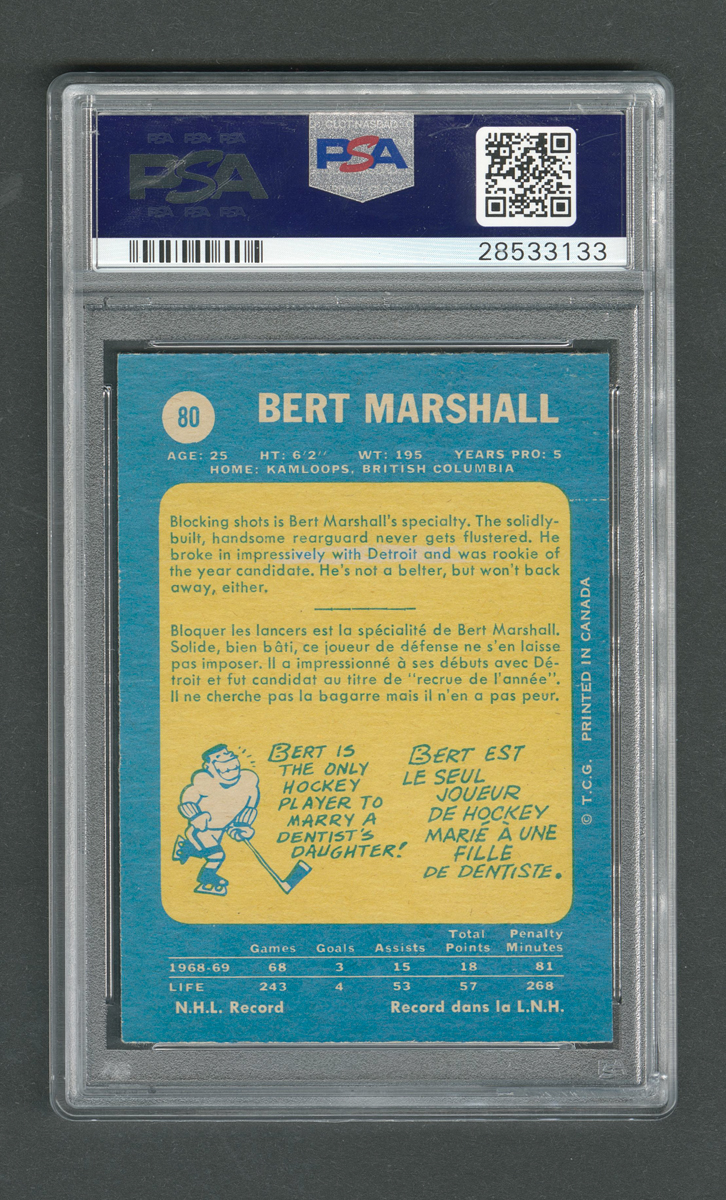 PSA PSA PSA
PSA
PSA PSA PSA
PSA
28533133
80
BERT MARSHALL
AGE: 25 HT: 6'2" WT: 195 YEARS PRO: 5
HOME: KAMLOOPS, BRITISH COLUMBIA
Blocking shots is Bert Marshall's specialty. The solidly-
built, handsome rearguard never gets flustered. He
broke in impressively with Detroit and was rookie of
the year candidate. He's not a belter, but won't back
away, either.
Bloquer les lancers est la spécialité de Bert Marshall.
Solide, bien bâti, ce joueur de défense ne s'en laisse
pas imposer. Il a impressionné à ses débuts avec Dé-
troit et fut candidat au titre de "recrue de l'année".
Il ne cherche pas la bagarre mais il n'en a pas peur.
BERT IS
THE ONLY
HOCKEY
PLAYER TO
MARRY A
DENTIST'S
DAUGHTER!
BERT EST
LE SEUL
JOUEUR
DE HOCKEY
MARIÉ À UNE
FILLE
DE DENTISTE.
© T.C.G. PRINTED IN CANADA
Games Goals Assists Total Points Penalty Minutes
1968-69 68 3 15 18 81
LIFE 243 4 53 57 268
N.H.L. Record Record dans la L.N.H.